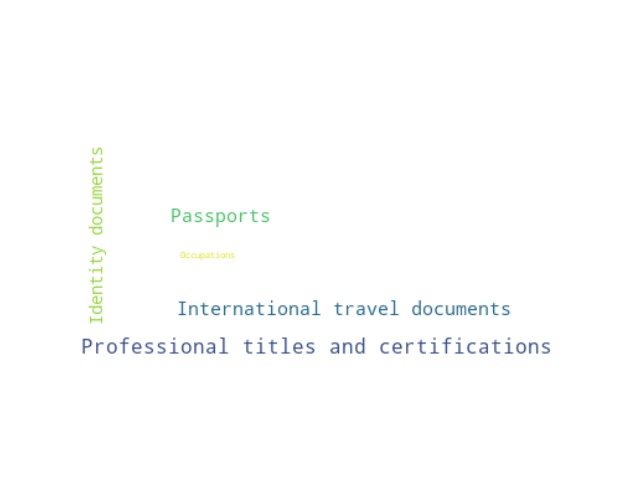 Identity documents
Passports
Occupations
International travel documents
Professional titles and certifications